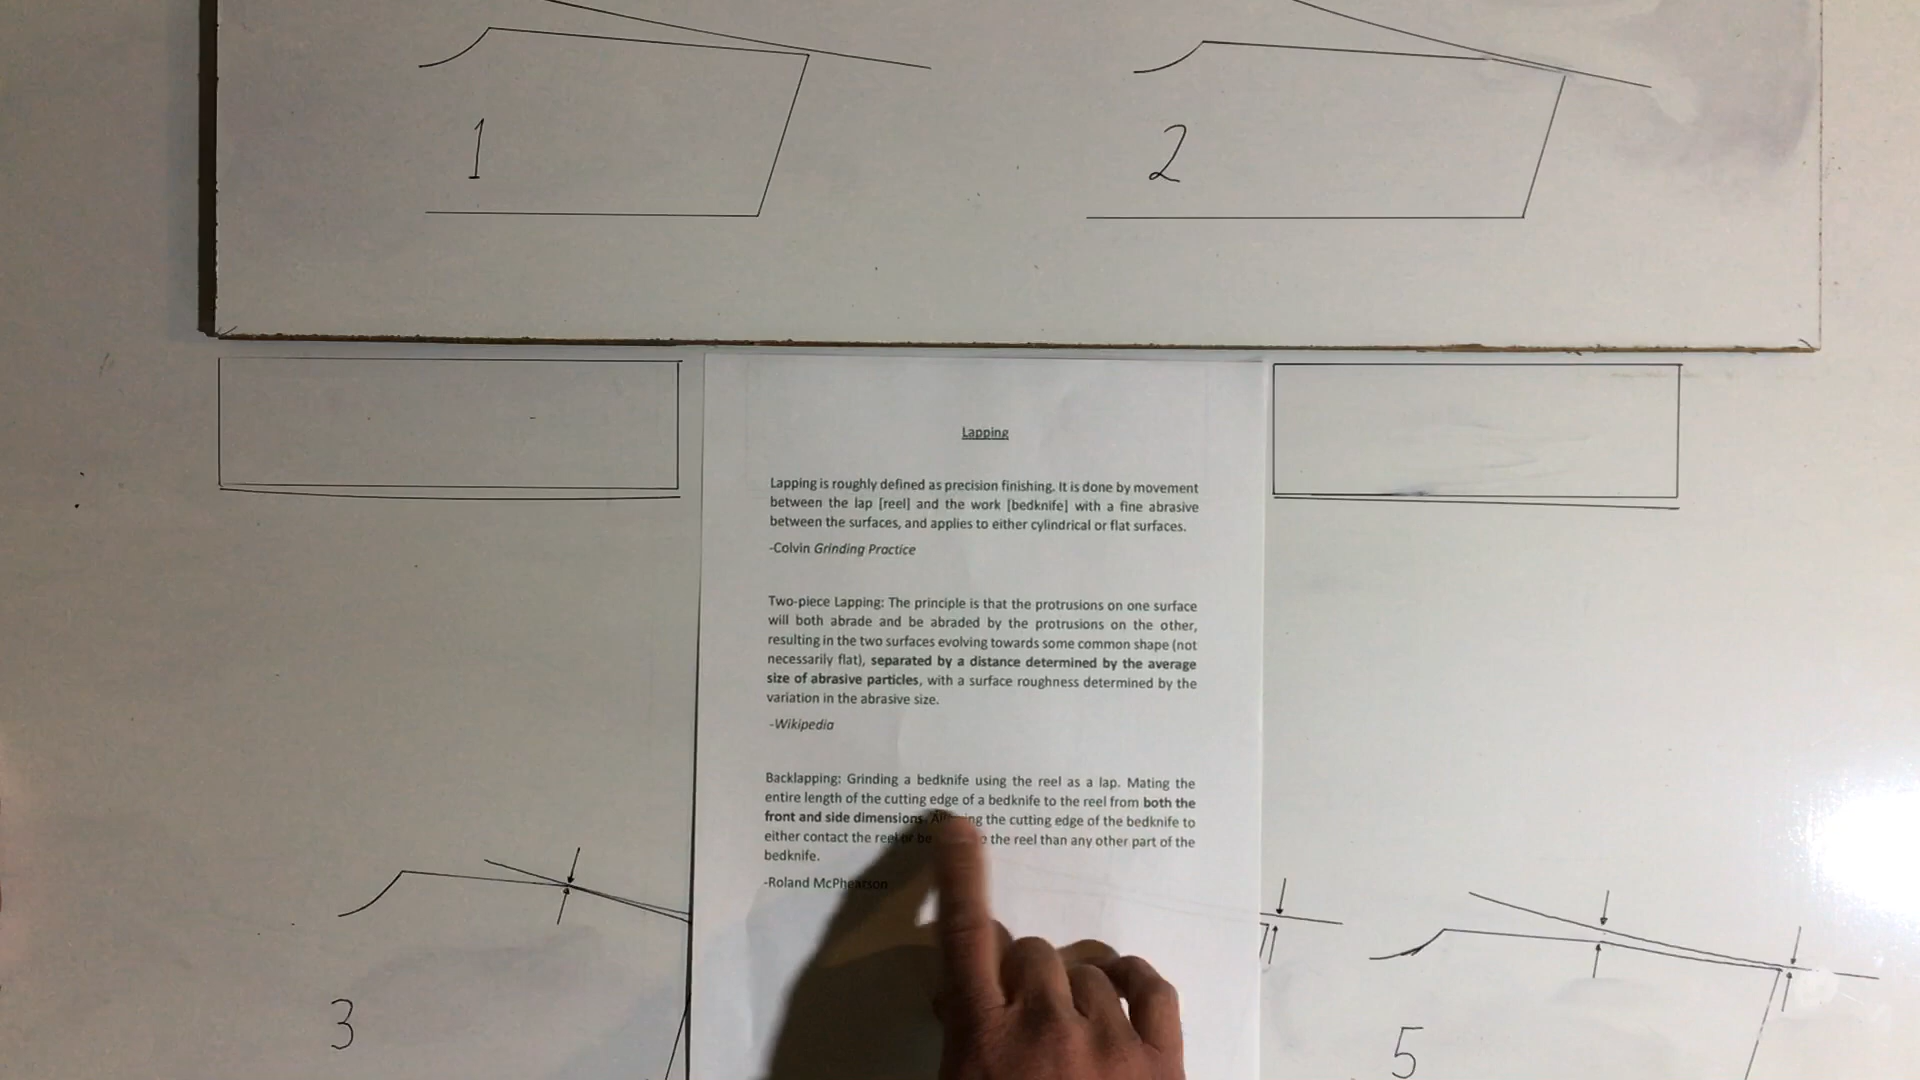 1
2
Lapping
Lapping is roughly defined as precision finishing. It is done by movement
between the lap [reel] and the work [bedknife] with a fine abrasive
between the surfaces, and applies to either cylindrical or flat surfaces.
-Colvin Grinding Practice
Two-piece Lapping: The principle is that the protrusions on one surface
will both abrade and be abraded by the protrusions on the other,
resulting in the two surfaces evolving towards some common shape (not
necessarily flat), separated by a distance determined by the average
size of abrasive particles, with a surface roughness determined by the
variation in the abrasive size.
-Wikipedia
Backlapping: Grinding a bedknife using the reel as a lap. Mating the
entire length of the cutting edge of a bedknife to the reel from both the
front and side dimensions. the cutting edge of the bedknife to
either contact the reel or be the reel than any other part of the
bedknife.
-Roland McPhearson
3
5